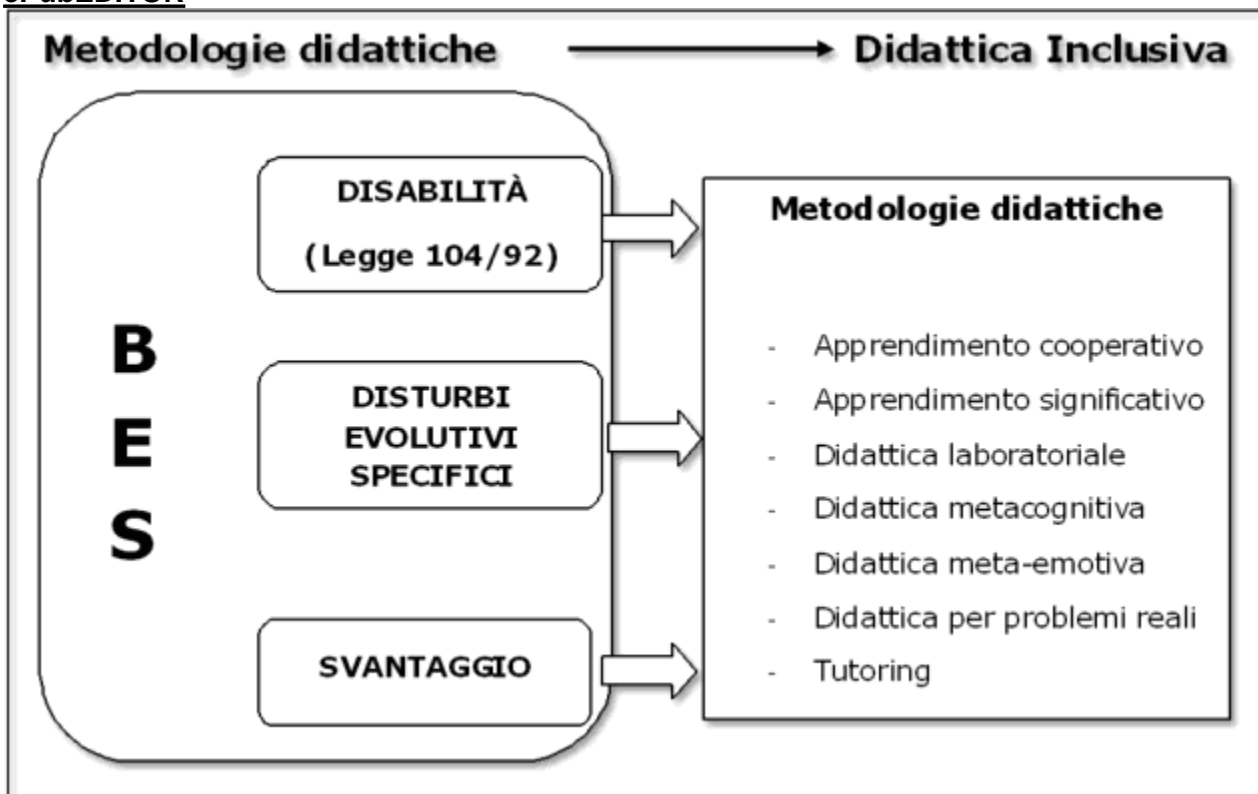 Metodologie didattiche
Didattica Inclusiva
B
E
S
DISABILITÀ
(Legge 104/92)
DISTURBI
EVOLUTIVI
SPECIFICI
SVANTAGGIO
Metodologie didattiche
- Apprendimento cooperativo
- Apprendimento significativo
- Didattica laboratoriale
- Didattica metacognitiva
- Didattica meta-emotiva
- Didattica per problemi reali
- Tutoring